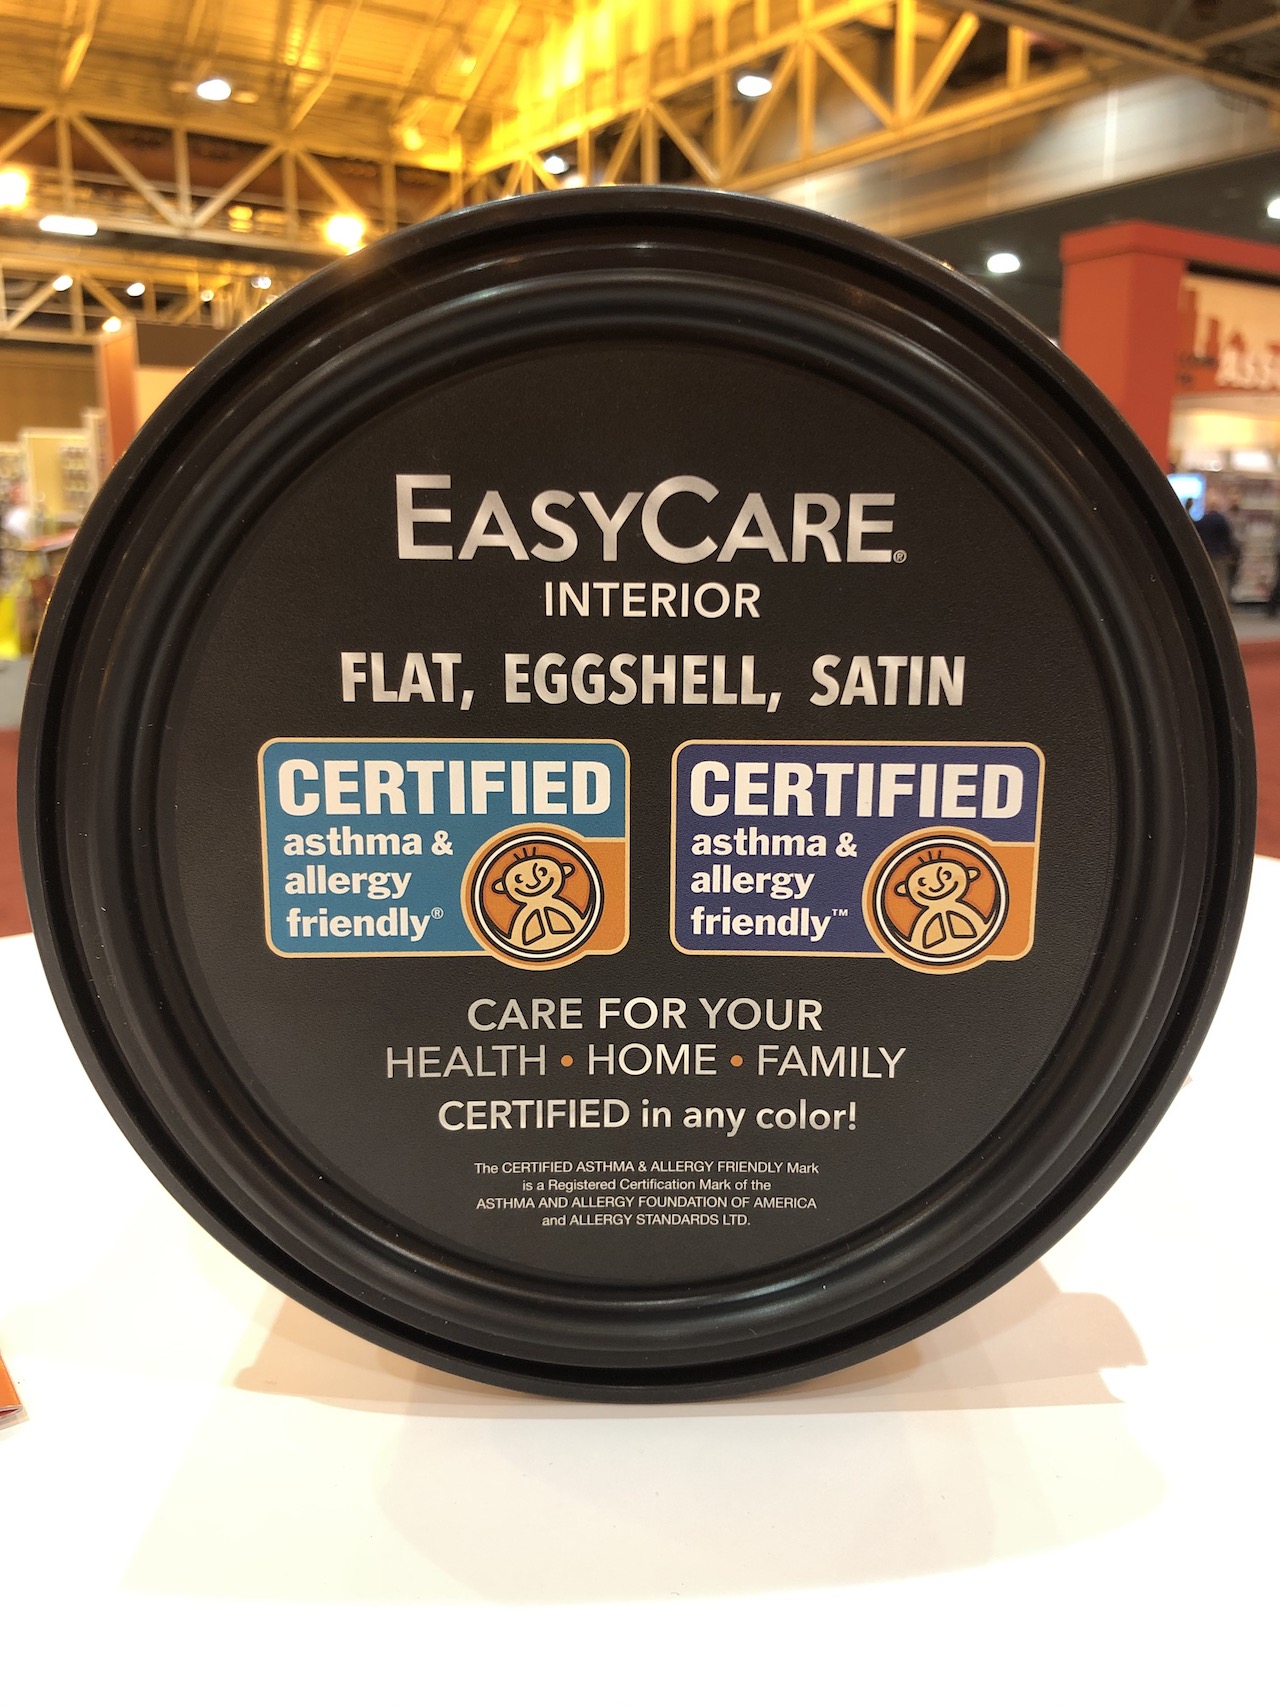 EASYCARE®
INTERIOR
FLAT, EGGSHELL, SATIN
CERTIFIED
asthma &
allergy
friendly®
CERTIFIED
asthma &
allergy
friendly™
CARE FOR YOUR
HEALTH • HOME • FAMILY
CERTIFIED in any color!
The CERTIFIED ASTHMA & ALLERGY FRIENDLY Mark
is a Registered Certification Mark of the
ASTHMA AND ALLERGY FOUNDATION OF AMERICA
and ALLERGY STANDARDS LTD.